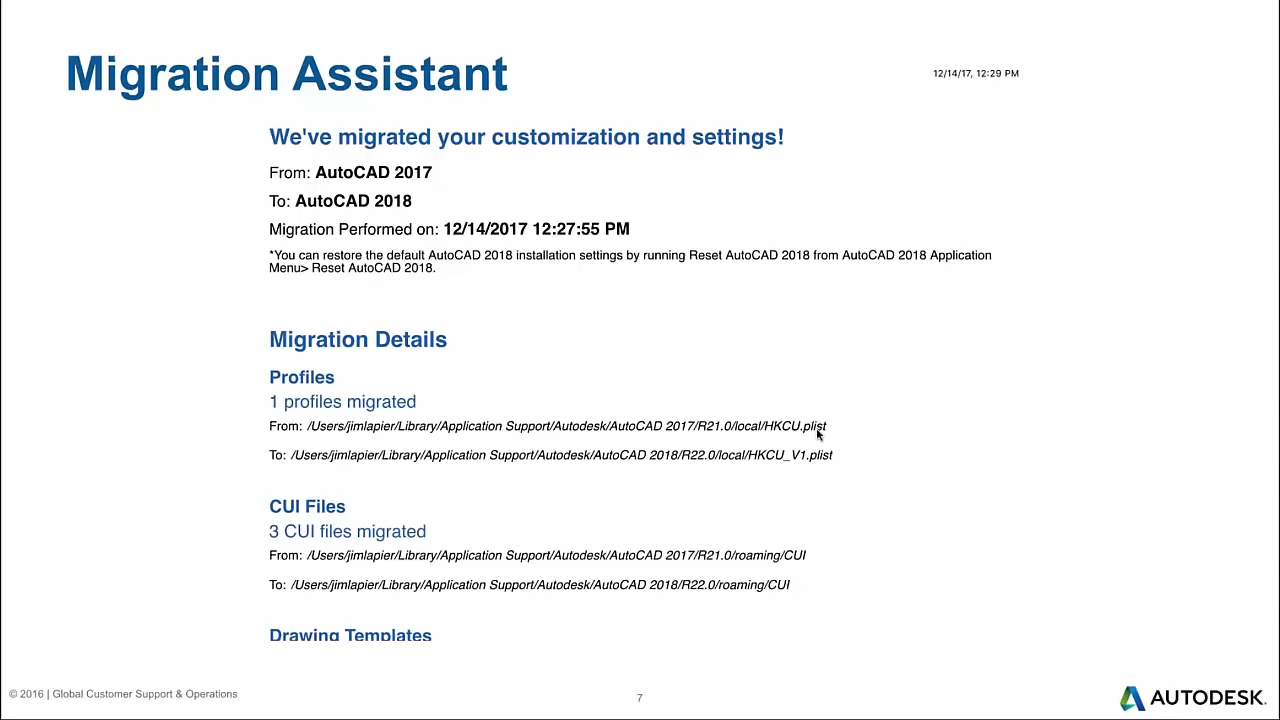 Migration Assistant
12/14/17, 12:29 PM
We've migrated your customization and settings!
From: AutoCAD 2017
To: AutoCAD 2018
Migration Performed on: 12/14/2017 12:27:55 PM
*You can restore the default AutoCAD 2018 installation settings by running Reset AutoCAD 2018 from AutoCAD 2018 Application
Menu> Reset AutoCAD 2018.
Migration Details
Profiles
1 profiles migrated
From: /Users/jimlapier/Library/Application Support/Autodesk/AutoCAD 2017/R21.0/local/HKCU.plist
To: /Users/jimlapier/Library/Application Support/Autodesk/AutoCAD 2018/R22.0/local/HKCU_V1.plist
CUI Files
3 CUI files migrated
From: /Users/jimlapier/Library/Application Support/Autodesk/AutoCAD 2017/R21.0/roaming/CUI
To: /Users/jimlapier/Library/Application Support/Autodesk/AutoCAD 2018/R22.0/roaming/CUI
Drawing Templates
© 2016 | Global Customer Support & Operations
7
AUTODESK.